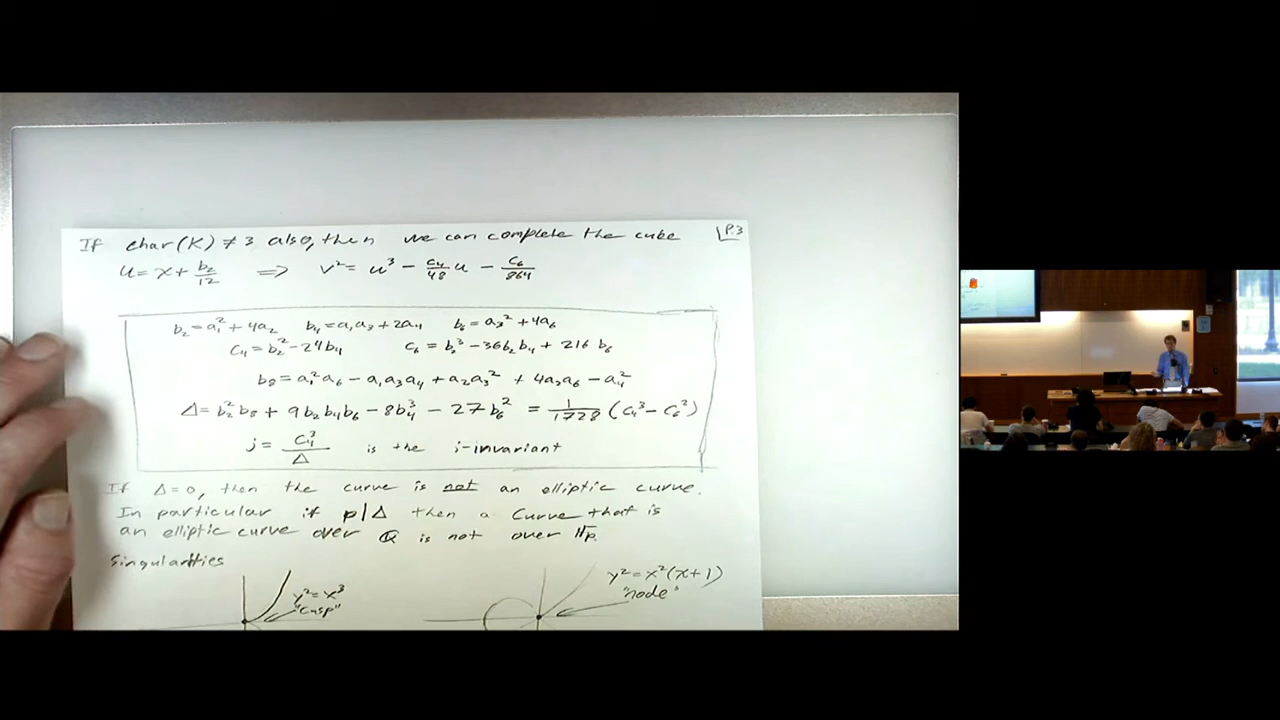 If char(K) ≠ 3 also, then we can complete the cube
P.3
u = x + b₂/12 ⟹ v² = u³ − c₄/48 u − c₆/864
b₂ = a₁² + 4a₂ b₄ = a₁a₃ + 2a₄ b₆ = a₃² + 4a₆
c₄ = b₂² − 24b₄ c₆ = b₂³ − 36b₂b₄ + 216 b₆
b₈ = a₁²a₆ − a₁a₃a₄ + a₂a₃² + 4a₂a₆ − a₄²
Δ = b₂²b₈ + 9b₂b₄b₆ − 8b₄³ − 27b₆² = 1/1728 (c₄³ − c₆²)
j = c₄³/Δ is the j-invariant
If Δ = 0, then the curve is not an elliptic curve.
In particular if p|Δ then a curve that is
an elliptic curve over ℚ is not over 𝔽p.
Singularities
y² = x³
"cusp"
y² = x²(x+1)
"node"